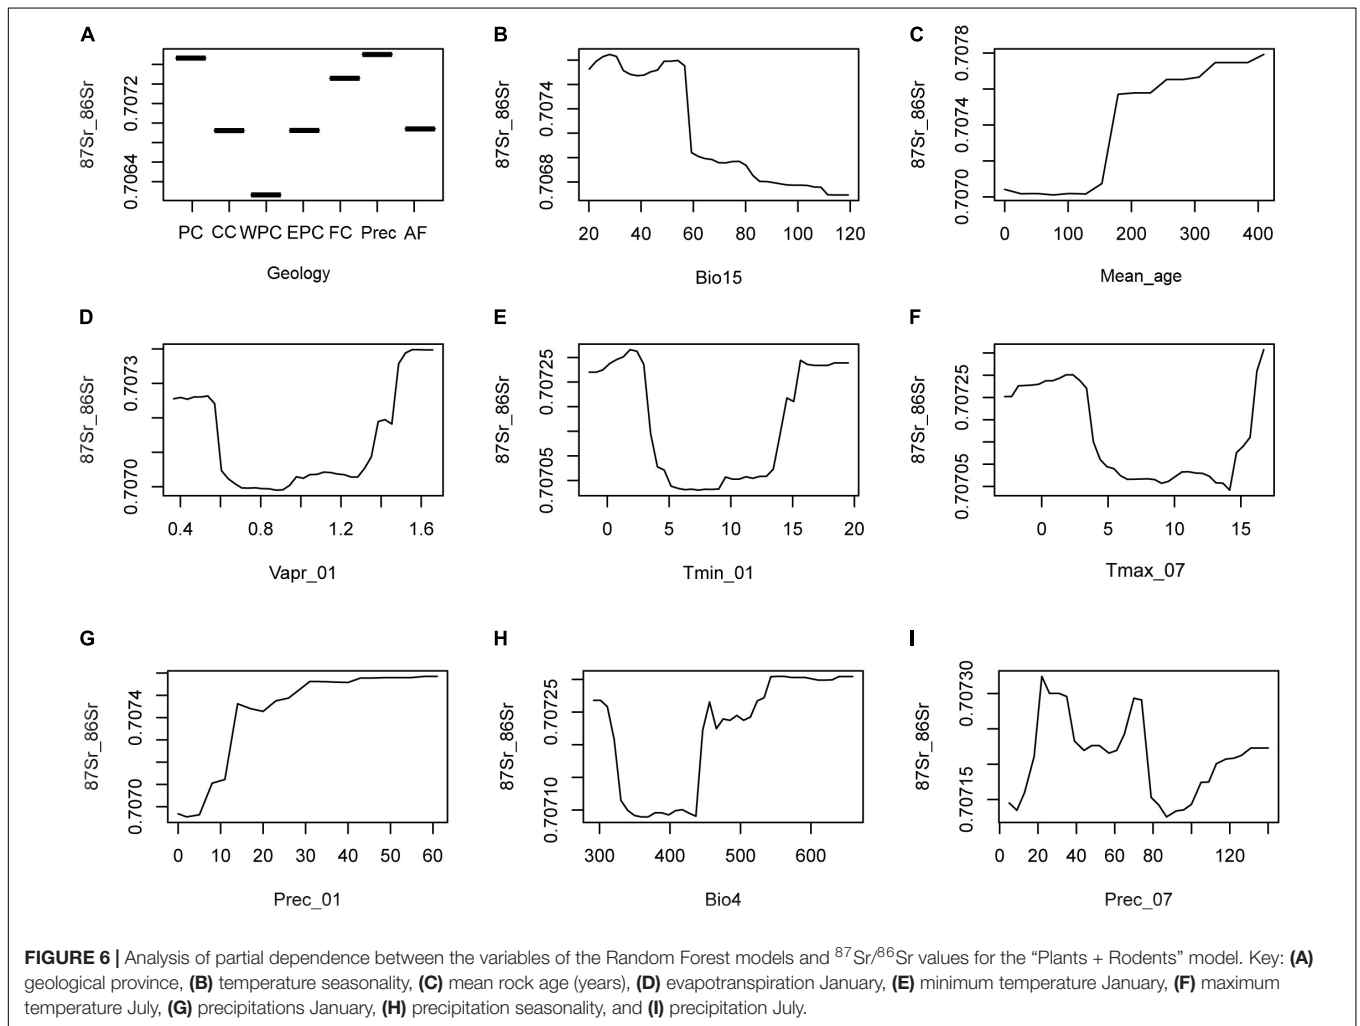 A
87Sr_86Sr
0.7064 0.7072
PC CC WPC EPC FC Prec AF
Geology
B
87Sr_86Sr
0.7068 0.7074
20 40 60 80 100 120
Bio15
C
87Sr_86Sr
0.7070 0.7074 0.7078
0 100 200 300 400
Mean_age
D
87Sr_86Sr
0.7070 0.7073
0.4 0.8 1.2 1.6
Vapr_01
E
87Sr_86Sr
0.70705 0.70725
0 5 10 15 20
Tmin_01
F
87Sr_86Sr
0.70705 0.70725
0 5 10 15
Tmax_07
G
87Sr_86Sr
0.7070 0.7074
0 10 20 30 40 50 60
Prec_01
H
87Sr_86Sr
0.70710 0.70725
300 400 500 600
Bio4
I
87Sr_86Sr
0.70715 0.70730
0 20 40 60 80 120
Prec_07
FIGURE 6 | Analysis of partial dependence between the variables of the Random Forest models and ⁸⁷Sr/⁸⁶Sr values for the “Plants + Rodents” model. Key: (A)
geological province, (B) temperature seasonality, (C) mean rock age (years), (D) evapotranspiration January, (E) minimum temperature January, (F) maximum
temperature July, (G) precipitations January, (H) precipitation seasonality, and (I) precipitation July.